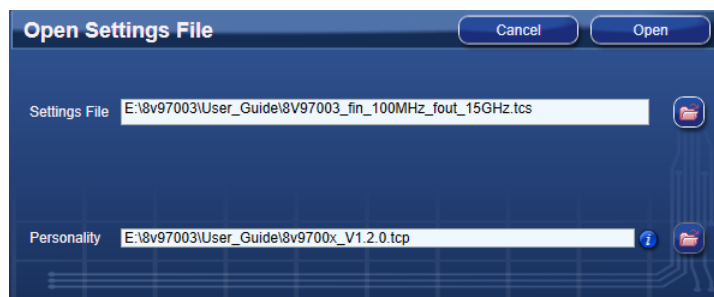 Open Settings File Cancel Open
Settings File E:\8v97003\User_Guide\8V97003_fin_100MHz_fout_15GHz.tcs
Personality E:\8v97003\User_Guide\8v9700x_V1.2.0.tcp i